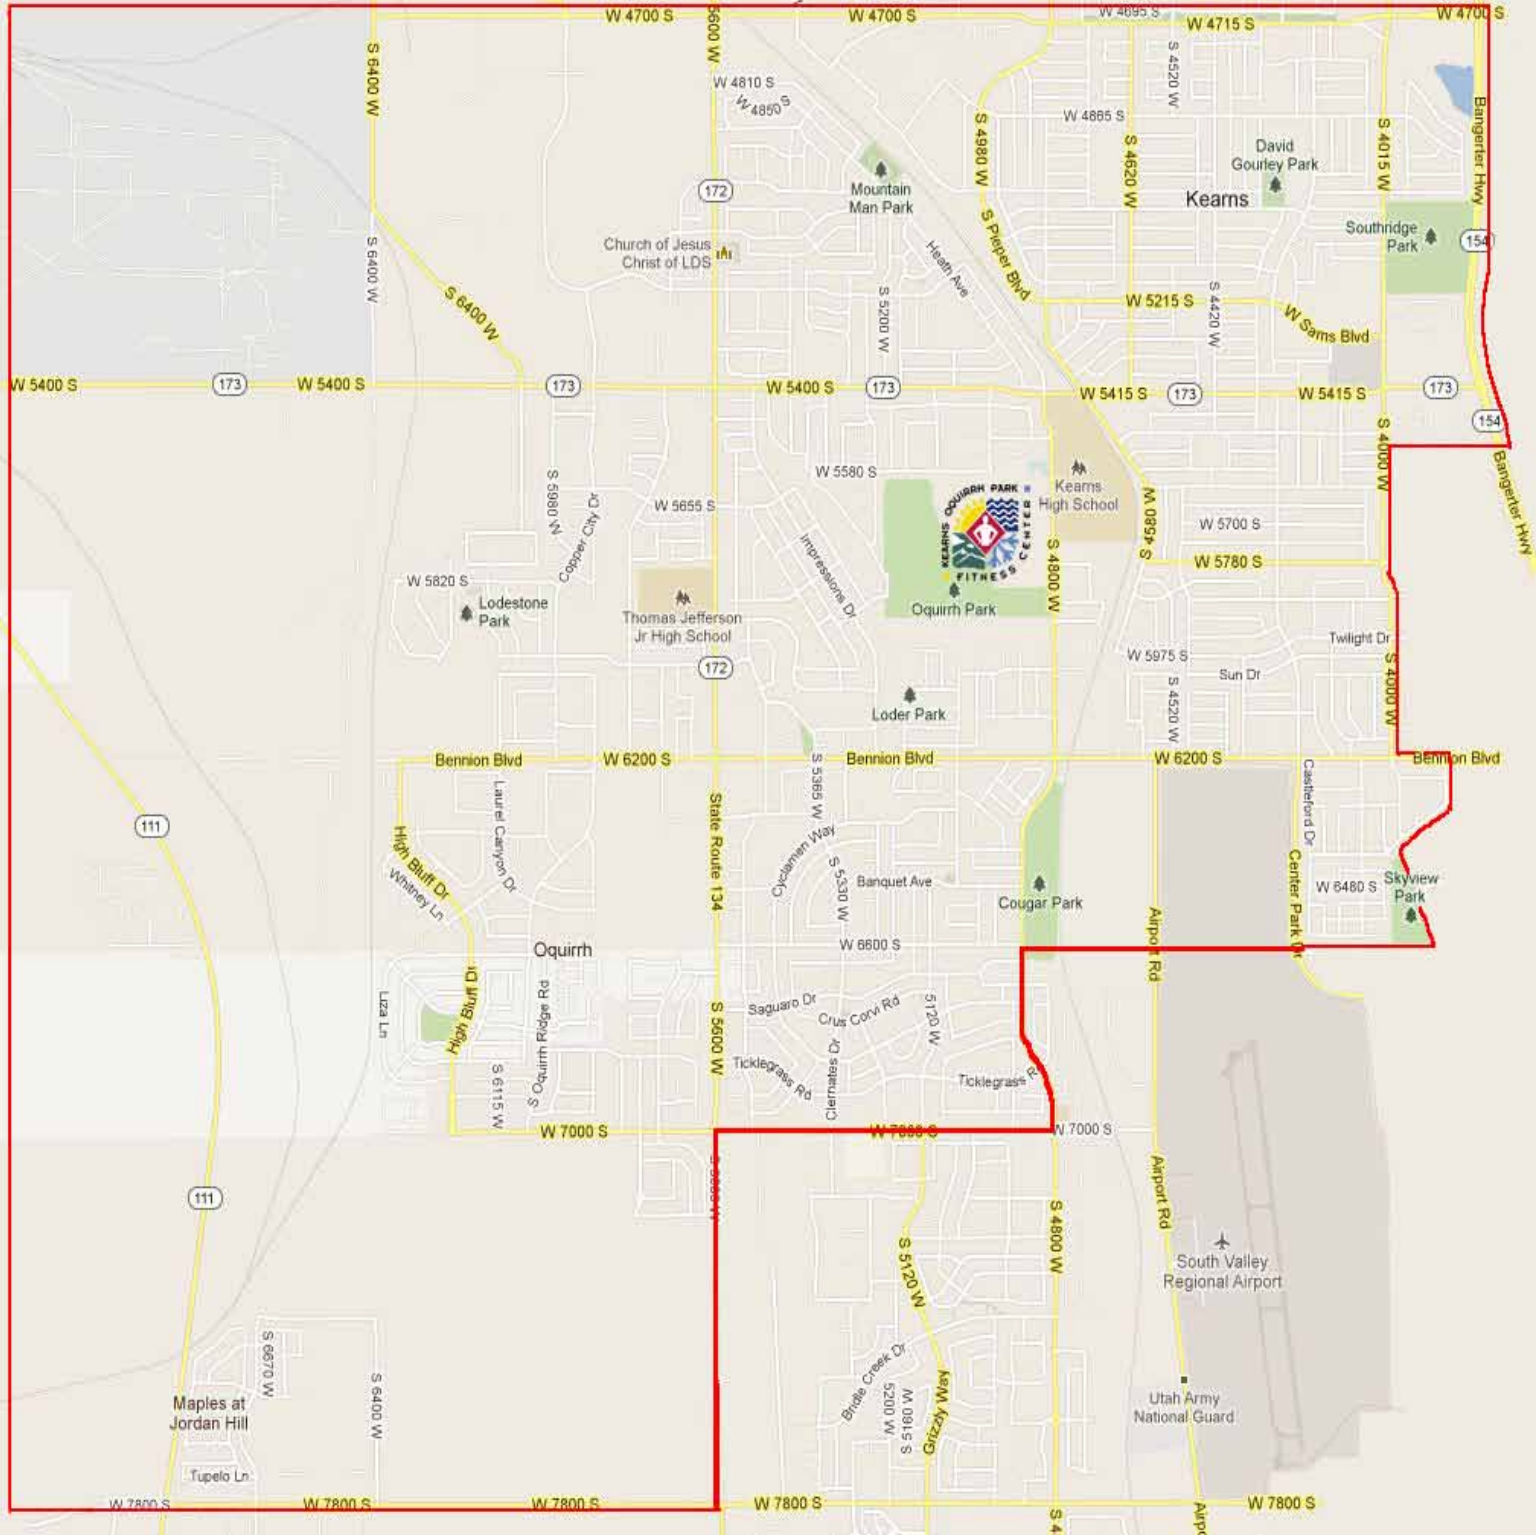 W 4700 S
W 4700 S
W 4695 S
W 4715 S
W 4700 S
S 6400 W
5600 W
W 4810 S
W 4850 S
S 4520 W
W 4865 S
S 4980 W
S 4620 W
David
Gourley Park
S 4015 W
Bangerter Hwy
172
Mountain
Man Park
Kearns
Southridge
Park
154
S 6400 W
Church of Jesus
Christ of LDS
Heath Ave
S Pieper Blvd
S 6400 W
S 5200 W
W 5215 S
S 4420 W
W Sams Blvd
W 5400 S
173
W 5400 S
173
W 5400 S
173
W 5415 S
173
W 5415 S
173
154
S 4000 W
Bangerter Hwy
W 5580 S
Kearns
High School
S 5980 W
Copper City Dr
W 5655 S
KEARNS OQUIRRH PARK
FITNESS CENTER
S 4580 W
W 5700 S
W 5780 S
Impressions Dr
S 4800 W
W 5820 S
Lodestone
Park
Thomas Jefferson
Jr High School
Oquirrh Park
Twilight Dr
172
W 5975 S
Sun Dr
S 4520 W
S 4000 W
Loder Park
Bennion Blvd
W 6200 S
Bennion Blvd
W 6200 S
Bennion Blvd
Laurel Canyon Dr
State Route 134
S 5365 W
Castleford Dr
111
High Bluff Dr
Whitney Ln
Cyclamen Way
S 5330 W
Banquet Ave
Cougar Park
Center Park Dr
W 6480 S
Skyview
Park
Airport Rd
Oquirrh
W 6600 S
Liza Ln
High Bluff Dr
S Oquirrh Ridge Rd
S 5600 W
Saguaro Dr
Crus Corvi Rd
5120 W
S 6115 W
Ticklegrass Rd
Clematates Dr
Ticklegrass R
W 7000 S
W 7000 S
W 7000 S
111
Airport Rd
S 4800 W
S 5120 W
South Valley
Regional Airport
S 6670 W
Maples at
Jordan Hill
S 6400 W
Bridle Creek Dr
5200 W
S 5160 W
Grizzly Way
Utah Army
National Guard
Tupelo Ln
W 7800 S
W 7800 S
W 7800 S
W 7800 S
W 7800 S
S 4
Airpo